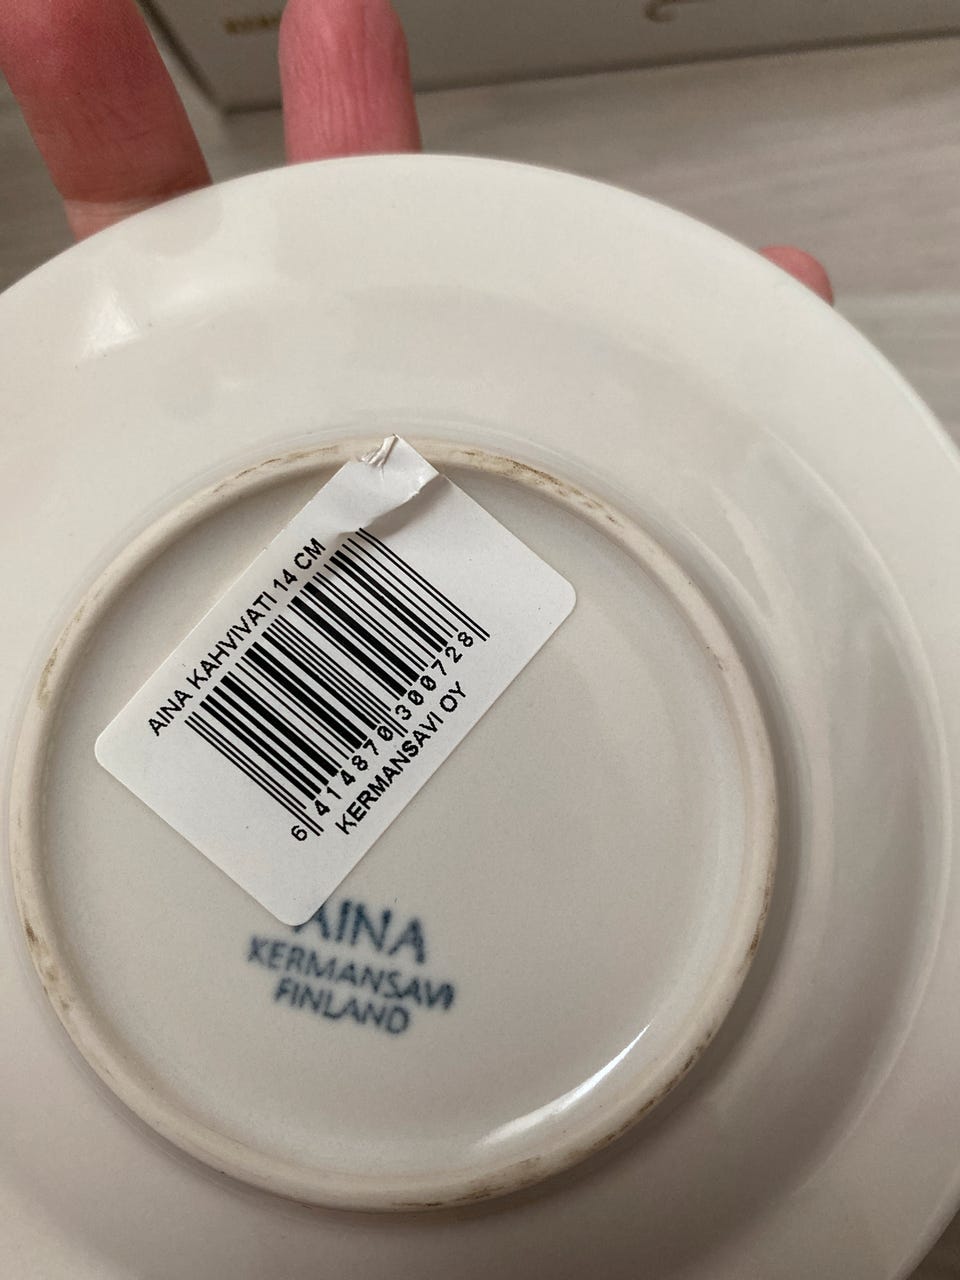 AINA KAHVIVATI 14 CM
6 414870 300728
KERMANSAVI OY
AINA
KERMANSAVI
FINLAND